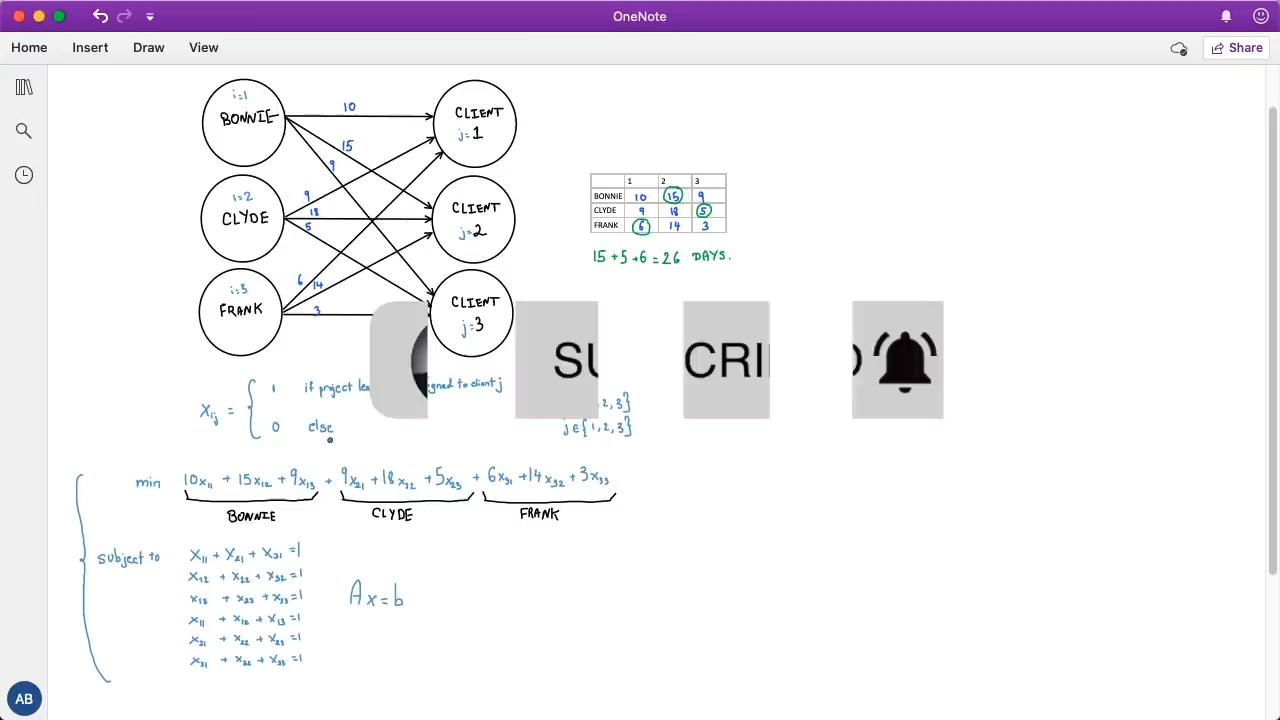 OneNote
Home Insert Draw View Share
i=1
BONNIE
10
CLIENT
j=1
15
9
i=2
CLYDE
9
18
5
CLIENT
j=2
i=3
FRANK
6 14
3
CLIENT
j=3
1 2 3
BONNIE 10 15 9
CLYDE 9 18 5
FRANK 6 14 3
15+5+6=26 DAYS.
SU CRI D
Xij = { 1 if project lea igned to client j
0 else
, 2, 3}
j∈{1, 2, 3}
min 10x11 + 15x12 + 9x13 + 9x21 + 18x22 + 5x23 + 6x31 + 14x32 + 3x33
BONNIE CLYDE FRANK
subject to x11 + x21 + x31 = 1
x12 + x22 + x32 = 1
x13 + x23 + x33 = 1
Ax = b
x11 + x12 + x13 = 1
x21 + x22 + x23 = 1
x31 + x32 + x33 = 1
AB